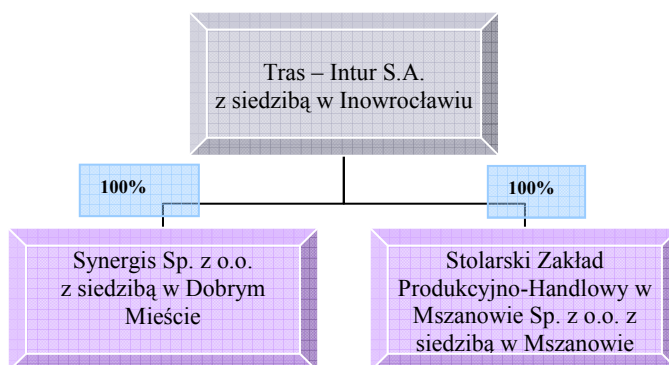 Tras – Intur S.A.
z siedzibą w Inowrocławiu
100%
100%
Synergis Sp. z o.o.
z siedzibą w Dobrym
Mieście
Stolarski Zakład
Produkcyjno-Handlowy w
Mszanowie Sp. z o.o. z
siedzibą w Mszanowie